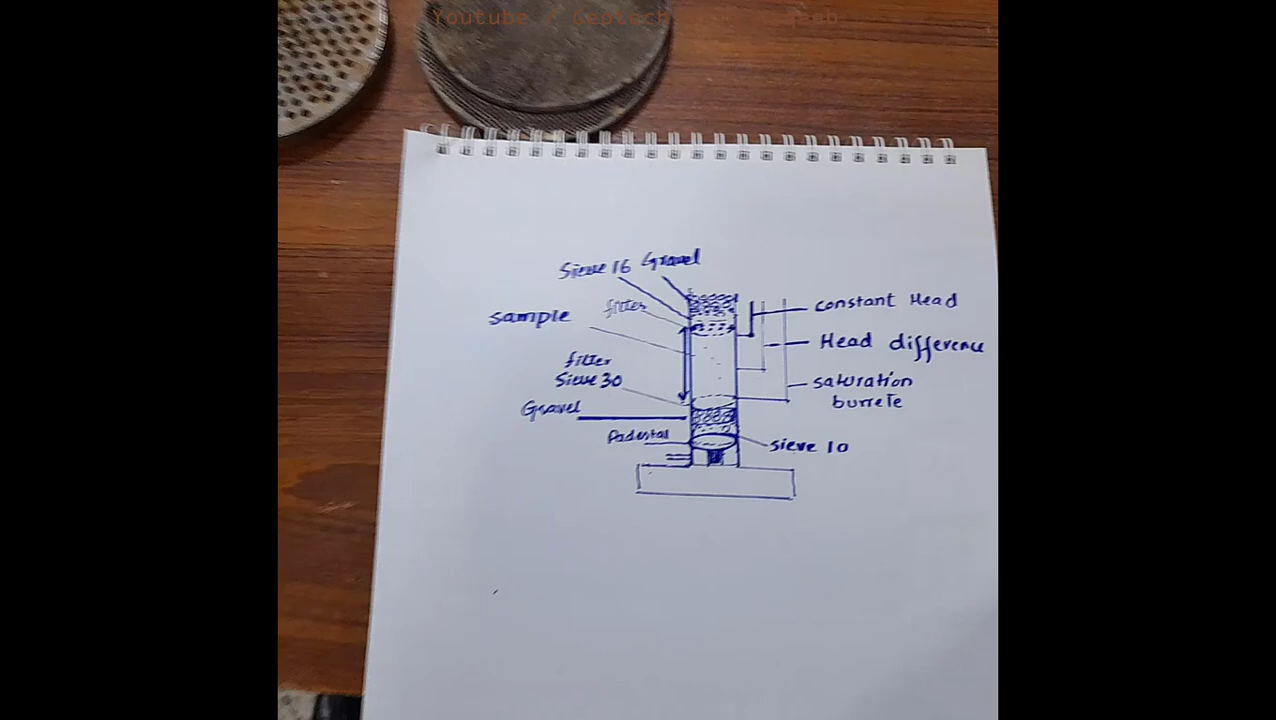 Youtube / Geotech
Sieve 16 Gravel
filter
sample
constant Head
Head difference
filter
Sieve 30
saturation
burrete
Gravel
Padestal
Sieve 10